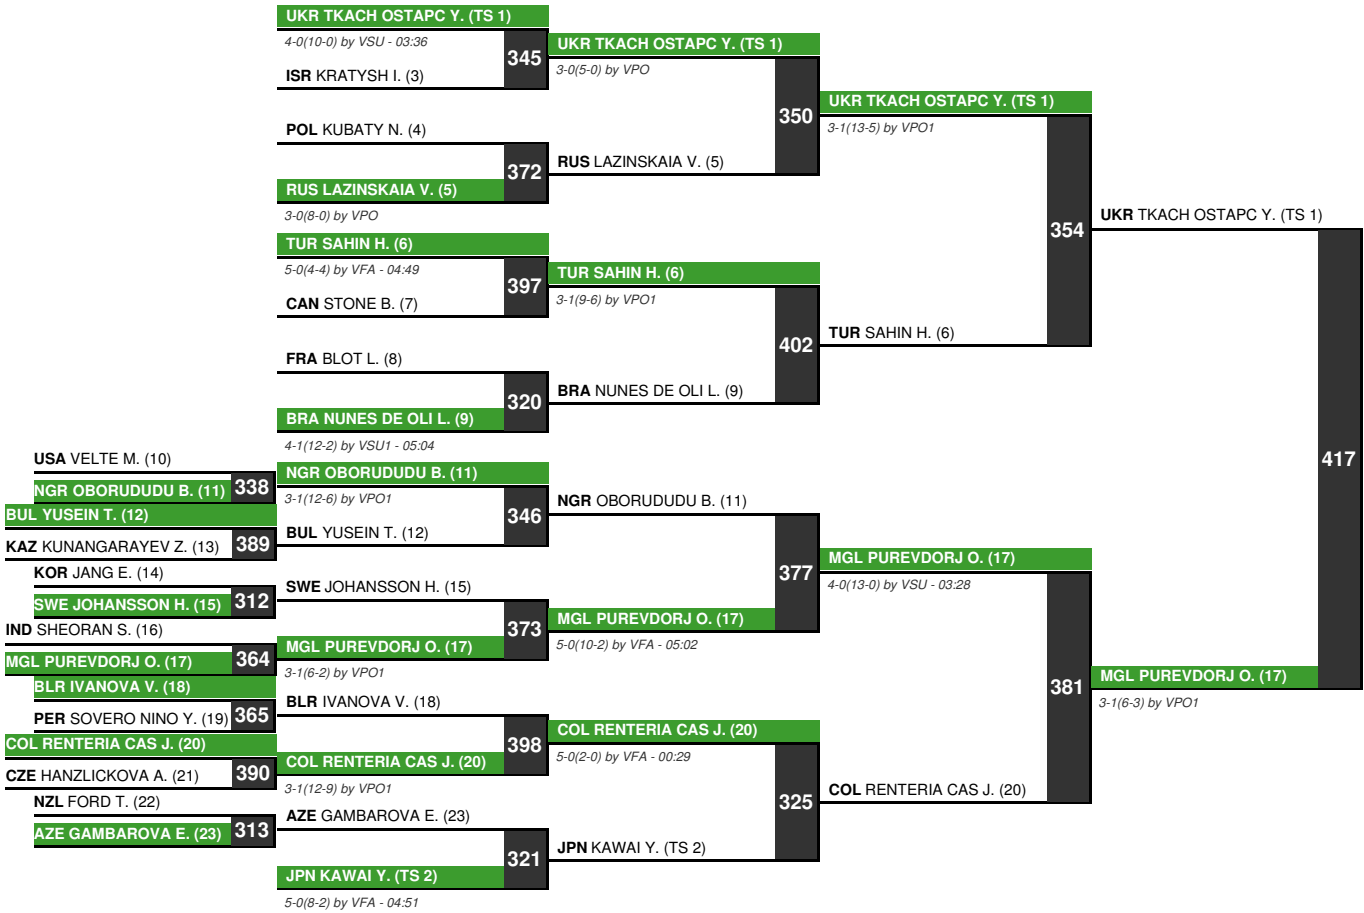 UKR TKACH OSTAPC Y. (TS 1)
4-0(10-0) by VSU - 03:36
345
ISR KRATYSH I. (3)
POL KUBATY N. (4)
372
RUS LAZINSKAIA V. (5)
3-0(8-0) by VPO
TUR SAHIN H. (6)
5-0(4-4) by VFA - 04:49
397
CAN STONE B. (7)
FRA BLOT L. (8)
320
BRA NUNES DE OLI L. (9)
4-1(12-2) by VSU1 - 05:04
USA VELTE M. (10)
NGR OBORUDUDU B. (11)
338
BUL YUSEIN T. (12)
KAZ KUNANGARAYEV Z. (13)
389
KOR JANG E. (14)
SWE JOHANSSON H. (15)
312
IND SHEORAN S. (16)
MGL PUREVDORJ O. (17)
364
BLR IVANOVA V. (18)
PER SOVERO NINO Y. (19)
365
COL RENTERIA CAS J. (20)
CZE HANZLICKOVA A. (21)
390
NZL FORD T. (22)
AZE GAMBAROVA E. (23)
313
NGR OBORUDUDU B. (11)
3-1(12-6) by VPO1
346
BUL YUSEIN T. (12)
SWE JOHANSSON H. (15)
373
MGL PUREVDORJ O. (17)
3-1(6-2) by VPO1
BLR IVANOVA V. (18)
398
COL RENTERIA CAS J. (20)
3-1(12-9) by VPO1
AZE GAMBAROVA E. (23)
321
JPN KAWAI Y. (TS 2)
5-0(8-2) by VFA - 04:51
UKR TKACH OSTAPC Y. (TS 1)
3-0(5-0) by VPO
350
RUS LAZINSKAIA V. (5)
TUR SAHIN H. (6)
3-1(9-6) by VPO1
402
BRA NUNES DE OLI L. (9)
NGR OBORUDUDU B. (11)
377
MGL PUREVDORJ O. (17)
5-0(10-2) by VFA - 05:02
COL RENTERIA CAS J. (20)
5-0(2-0) by VFA - 00:29
325
JPN KAWAI Y. (TS 2)
UKR TKACH OSTAPC Y. (TS 1)
3-1(13-5) by VPO1
354
TUR SAHIN H. (6)
MGL PUREVDORJ O. (17)
4-0(13-0) by VSU - 03:28
381
COL RENTERIA CAS J. (20)
UKR TKACH OSTAPC Y. (TS 1)
417
MGL PUREVDORJ O. (17)
3-1(6-3) by VPO1